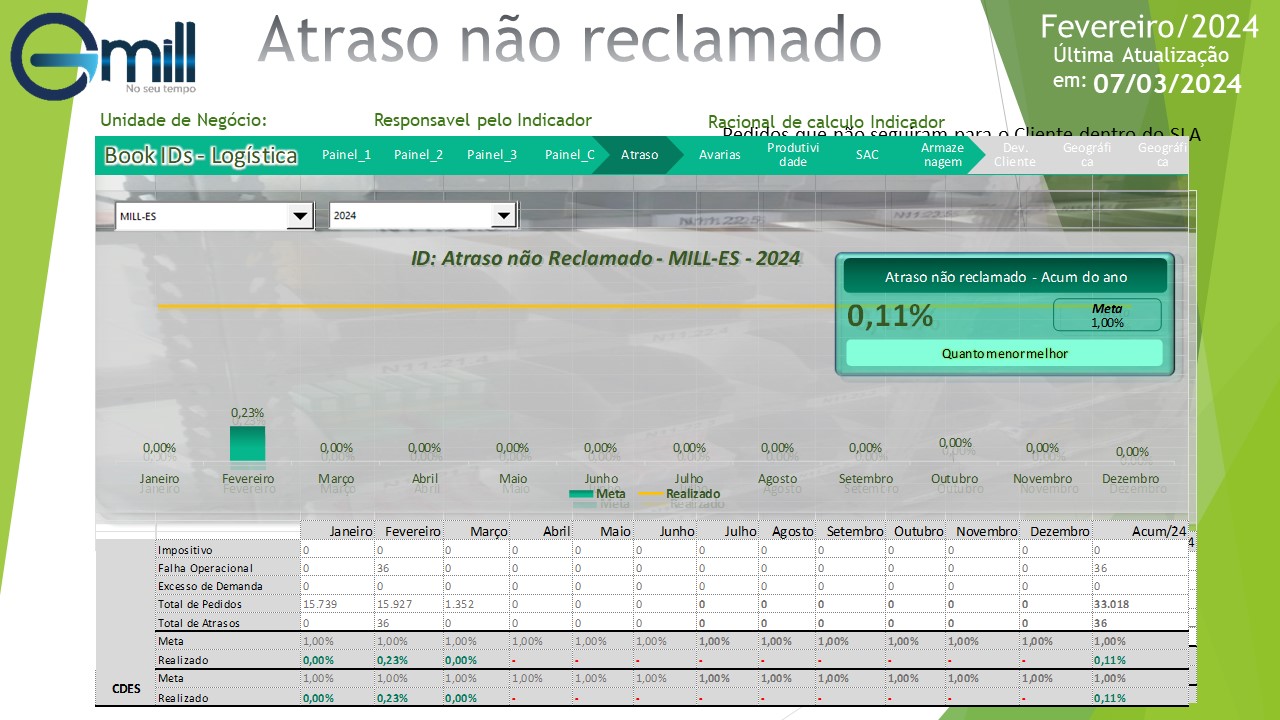 Gmill
No seu tempo
Atraso não reclamado
Fevereiro/2024
Última Atualização
em: 07/03/2024
Unidade de Negócio:
Responsavel pelo Indicador
Racional de calculo Indicador
Pedidos que não seguiram para o Cliente dentro do SLA
Book IDs - Logística
Painel_1
Painel_2
Painel_3
Painel_C
Atraso
Avarias
Produtivi
dade
SAC
Armaze
nagem
Dev.
Cliente
Geográfi
ca
Geográfi
ca
MILL-ES
2024
ID: Atraso não Reclamado - MILL-ES - 2024
Atraso não reclamado - Acum do ano
0,11%
Meta
1,00%
Quanto menor melhor
0,00% 0,23% 0,00% 0,00% 0,00% 0,00% 0,00% 0,00% 0,00% 0,00% 0,00% 0,00%
Janeiro Fevereiro Março Abril Maio Junho Julho Agosto Setembro Outubro Novembro Dezembro
Meta Realizado
Janeiro Fevereiro Março Abril Maio Junho Julho Agosto Setembro Outubro Novembro Dezembro Acum/24
Impositivo 0 0 0 0 0 0 0 0 0 0 0 0 0
Falha Operacional 0 36 0 0 0 0 0 0 0 0 0 0 36
Excesso de Demanda 0 0 0 0 0 0 0 0 0 0 0 0 0
Total de Pedidos 15.739 15.927 1.352 0 0 0 0 0 0 0 0 0 33.018
Total de Atrasos 0 36 0 0 0 0 0 0 0 0 0 0 36
Meta 1,00% 1,00% 1,00% 1,00% 1,00% 1,00% 1,00% 1,00% 1,00% 1,00% 1,00% 1,00% 1,00%
Realizado 0,00% 0,23% 0,00% - - - - - - - - - 0,11%
CDES
Meta 1,00% 1,00% 1,00% 1,00% 1,00% 1,00% 1,00% 1,00% 1,00% 1,00% 1,00% 1,00% 1,00%
Realizado 0,00% 0,23% 0,00% - - - - - - - - - 0,11%